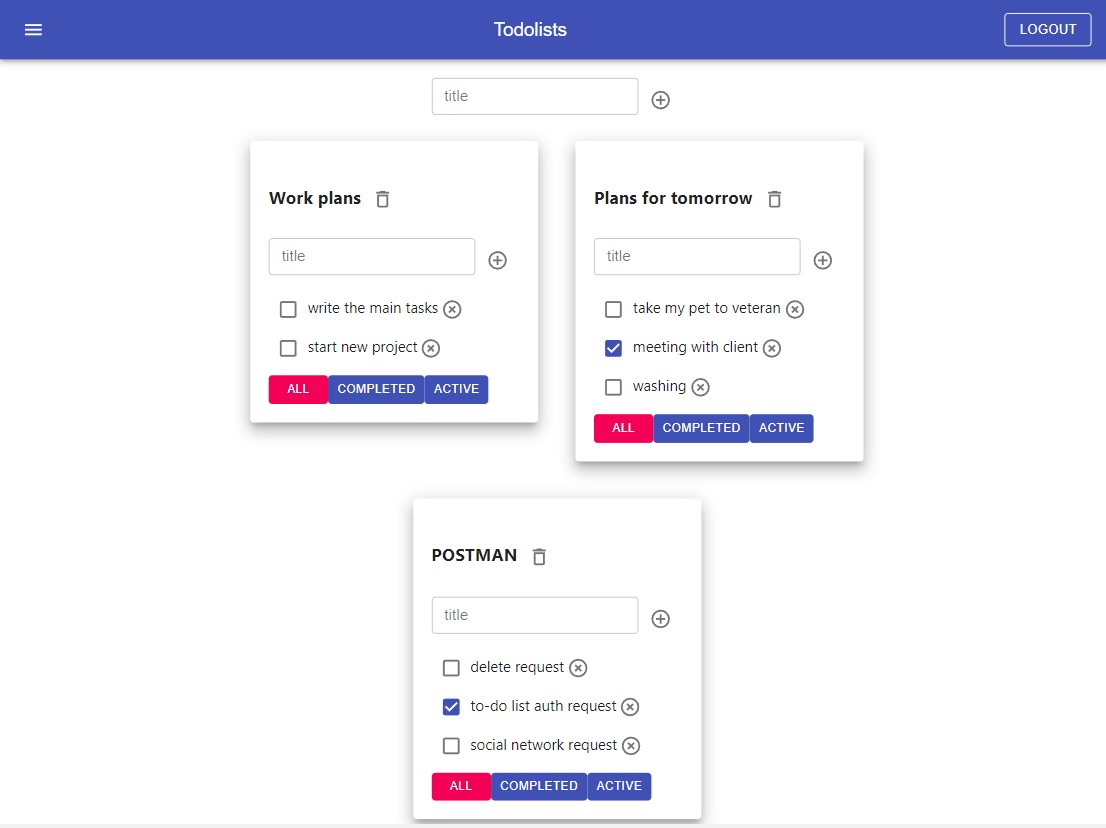 Todolists
LOGOUT
title
Work plans
title
write the main tasks
start new project
ALL COMPLETED ACTIVE
Plans for tomorrow
title
take my pet to veteran
meeting with client
washing
ALL COMPLETED ACTIVE
POSTMAN
title
delete request
to-do list auth request
social network request
ALL COMPLETED ACTIVE